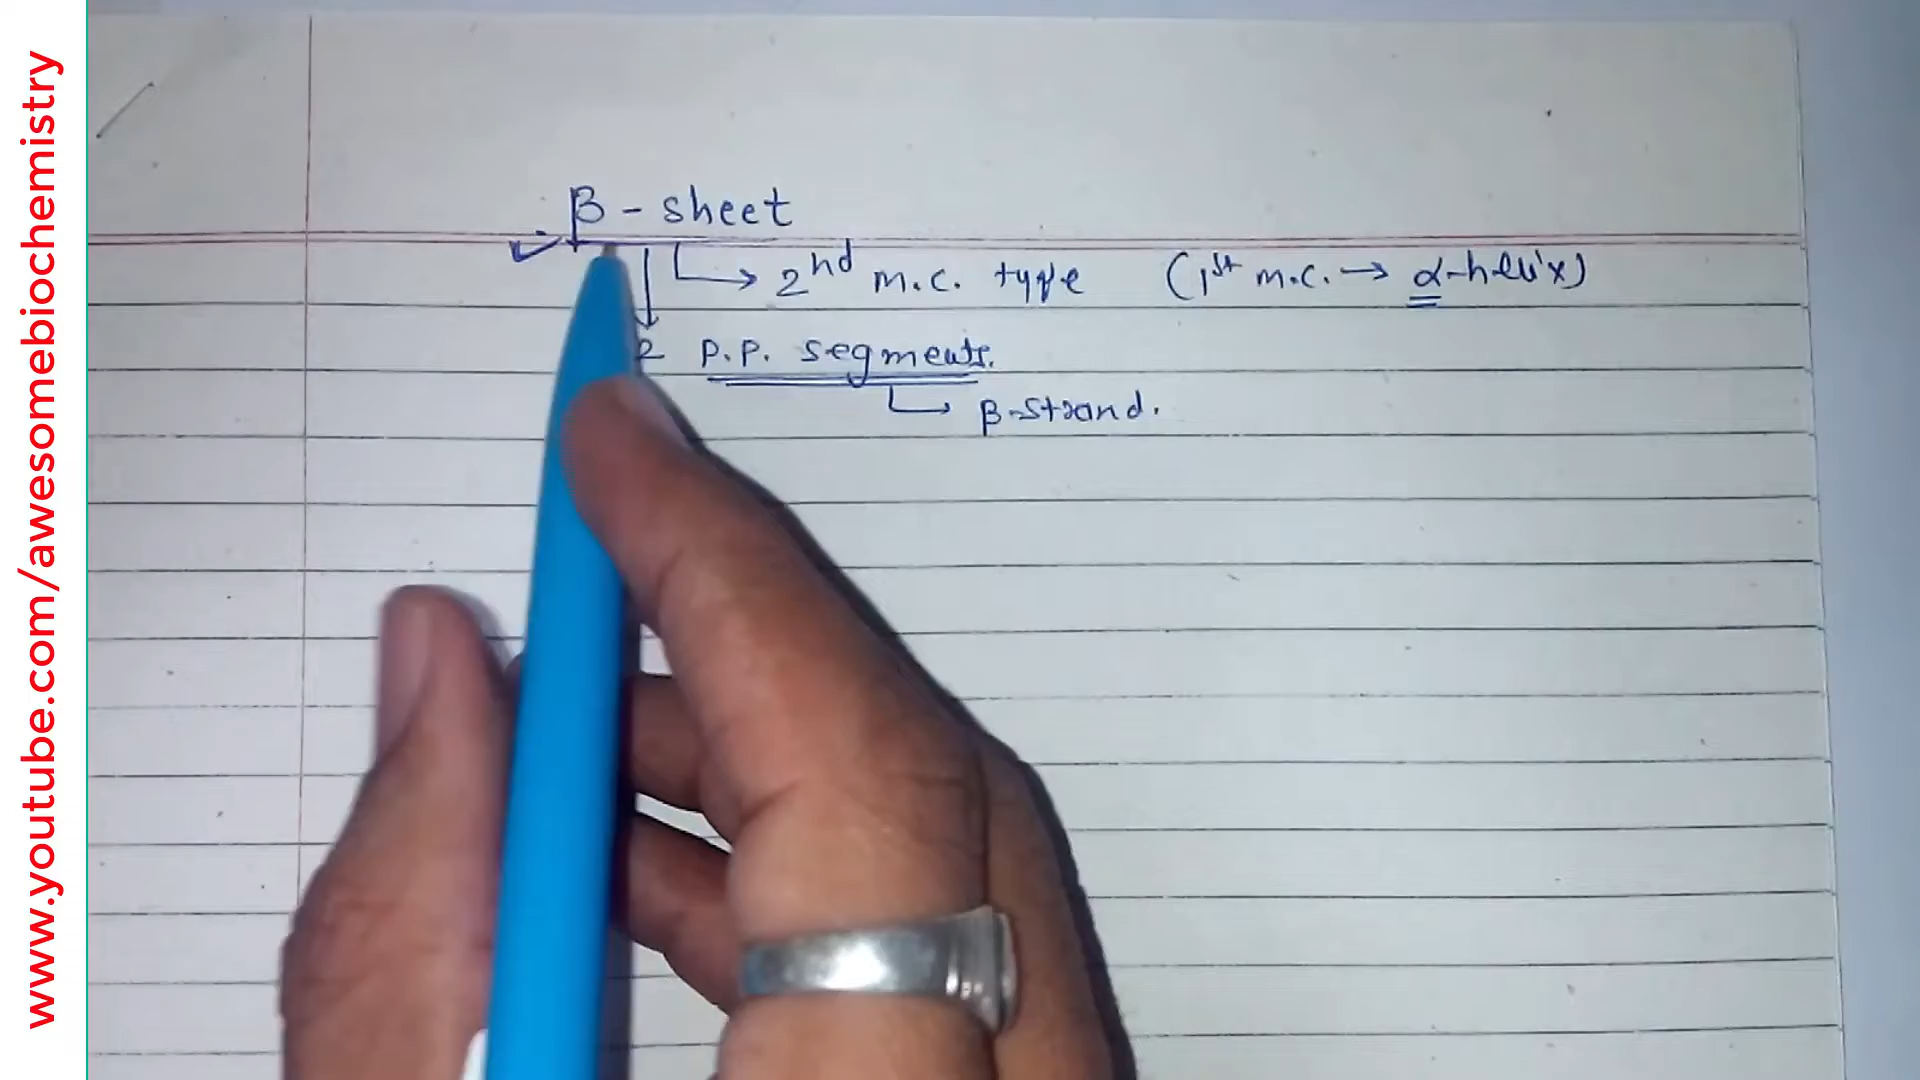 www.youtube.com/awesomebiochemistry
β - sheet
2nd m.c. type (1st m.c. → α-helix)
2 P.P. segments.
β-strand.